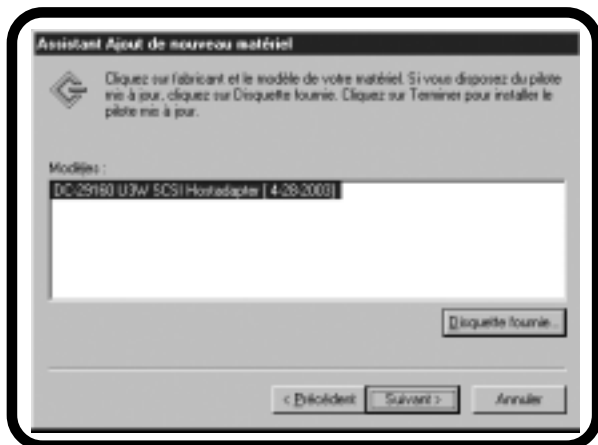 Assistant Ajout de nouveau matériel
Cliquez sur fabricant et le modèle de votre matériel. Si vous disposez du pilote
mis à jour, cliquez sur Disquette fournie. Cliquez sur Terminer pour installer le
pilote mis à jour.
Modèles :
DC-29160 U3W SCSI Hostadapter [ 4-28-2003]
Disquette fournie...
< Précédent
Suivant >
Annuler